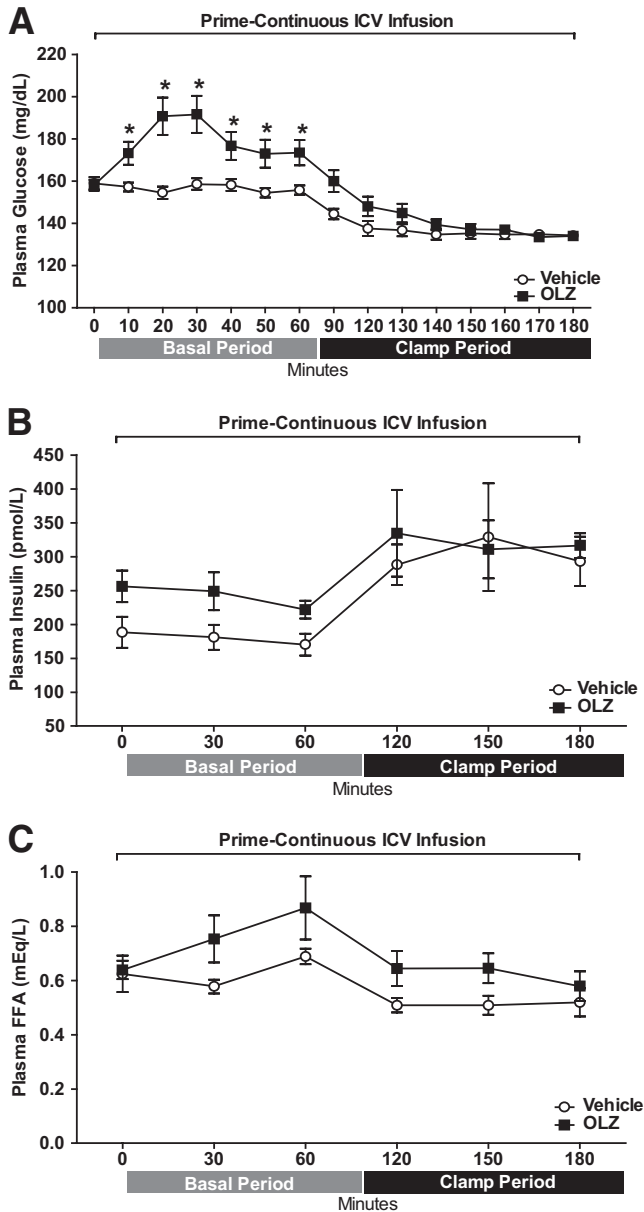 A
Prime-Continuous ICV Infusion
Plasma Glucose (mg/dL)
220
200
180
160
140
120
100
* * * * * *
Vehicle
OLZ
0 10 20 30 40 50 60 90 120 130 140 150 160 170 180
Basal Period Clamp Period
Minutes
B
Prime-Continuous ICV Infusion
Plasma Insulin (pmol/L)
450
400
350
300
250
200
150
100
50
Vehicle
OLZ
0 30 60 120 150 180
Basal Period Clamp Period
Minutes
C
Prime-Continuous ICV Infusion
Plasma FFA (mEq/L)
1.0
0.8
0.6
0.4
0.2
0.0
Vehicle
OLZ
0 30 60 120 150 180
Basal Period Clamp Period
Minutes